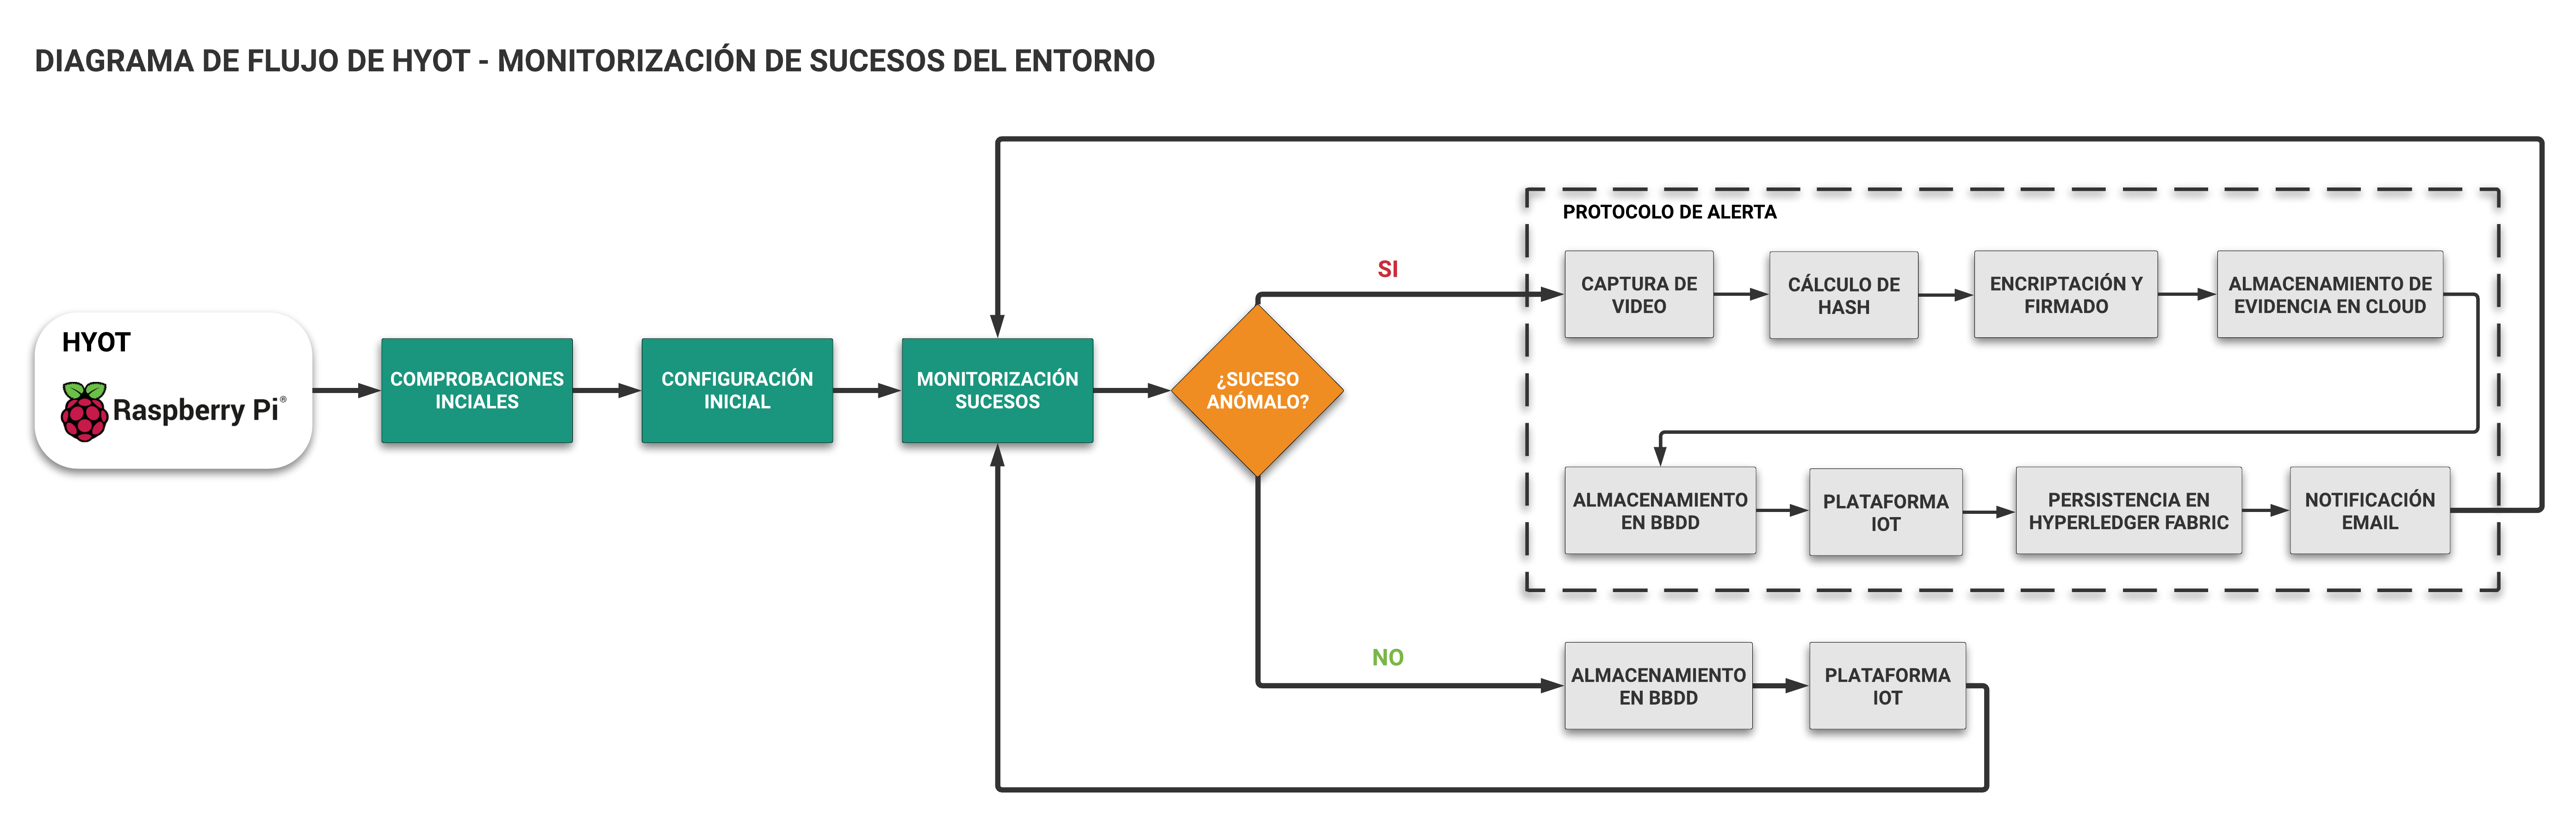 DIAGRAMA DE FLUJO DE HYOT - MONITORIZACIÓN DE SUCESOS DEL ENTORNO
HYOT
Raspberry Pi®
COMPROBACIONES
INCIALES
CONFIGURACIÓN
INICIAL
MONITORIZACIÓN
SUCESOS
¿SUCESO
ANÓMALO?
SI
PROTOCOLO DE ALERTA
CAPTURA DE
VIDEO
CÁLCULO DE
HASH
ENCRIPTACIÓN Y
FIRMADO
ALMACENAMIENTO DE
EVIDENCIA EN CLOUD
ALMACENAMIENTO
EN BBDD
PLATAFORMA
IOT
PERSISTENCIA EN
HYPERLEDGER FABRIC
NOTIFICACIÓN
EMAIL
NO
ALMACENAMIENTO
EN BBDD
PLATAFORMA
IOT